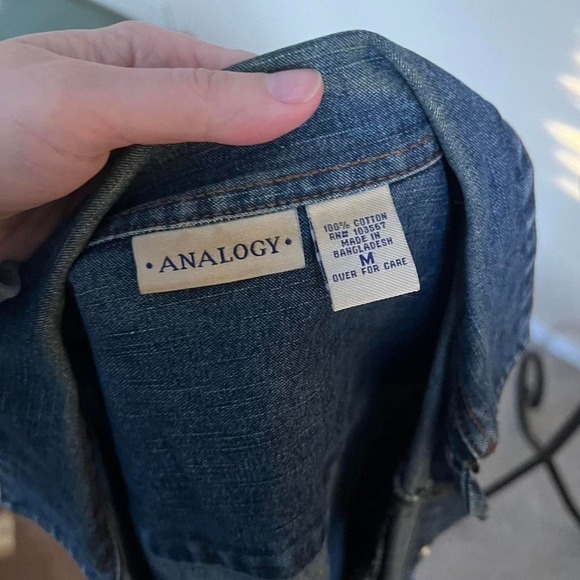 • ANALOGY •
100% COTTON
RN# 103567
MADE IN
BANGLADESH
M
OVER FOR CARE